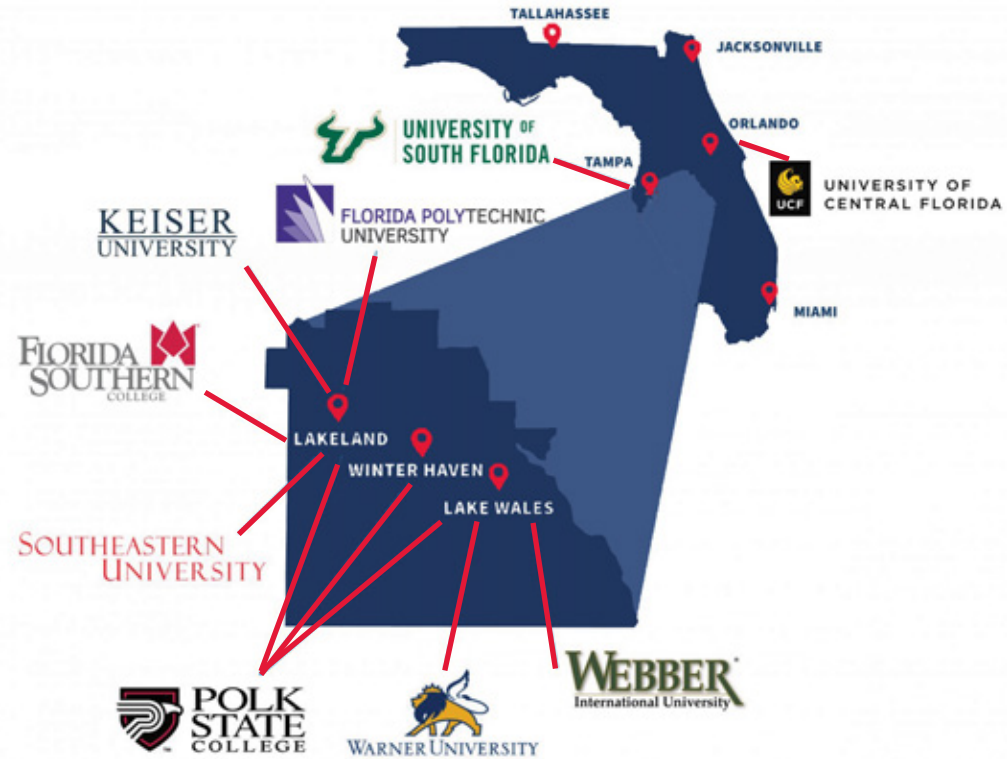 TALLAHASSEE
JACKSONVILLE
ORLANDO
UNIVERSITY OF
SOUTH FLORIDA
TAMPA
UCF
UNIVERSITY OF
CENTRAL FLORIDA
KEISER
UNIVERSITY
FLORIDA POLYTECHNIC
UNIVERSITY
MIAMI
FLORIDA
SOUTHERN
COLLEGE
LAKELAND
WINTER HAVEN
LAKE WALES
SOUTHEASTERN
UNIVERSITY
POLK
STATE
COLLEGE
WARNER UNIVERSITY
WEBBER
International University